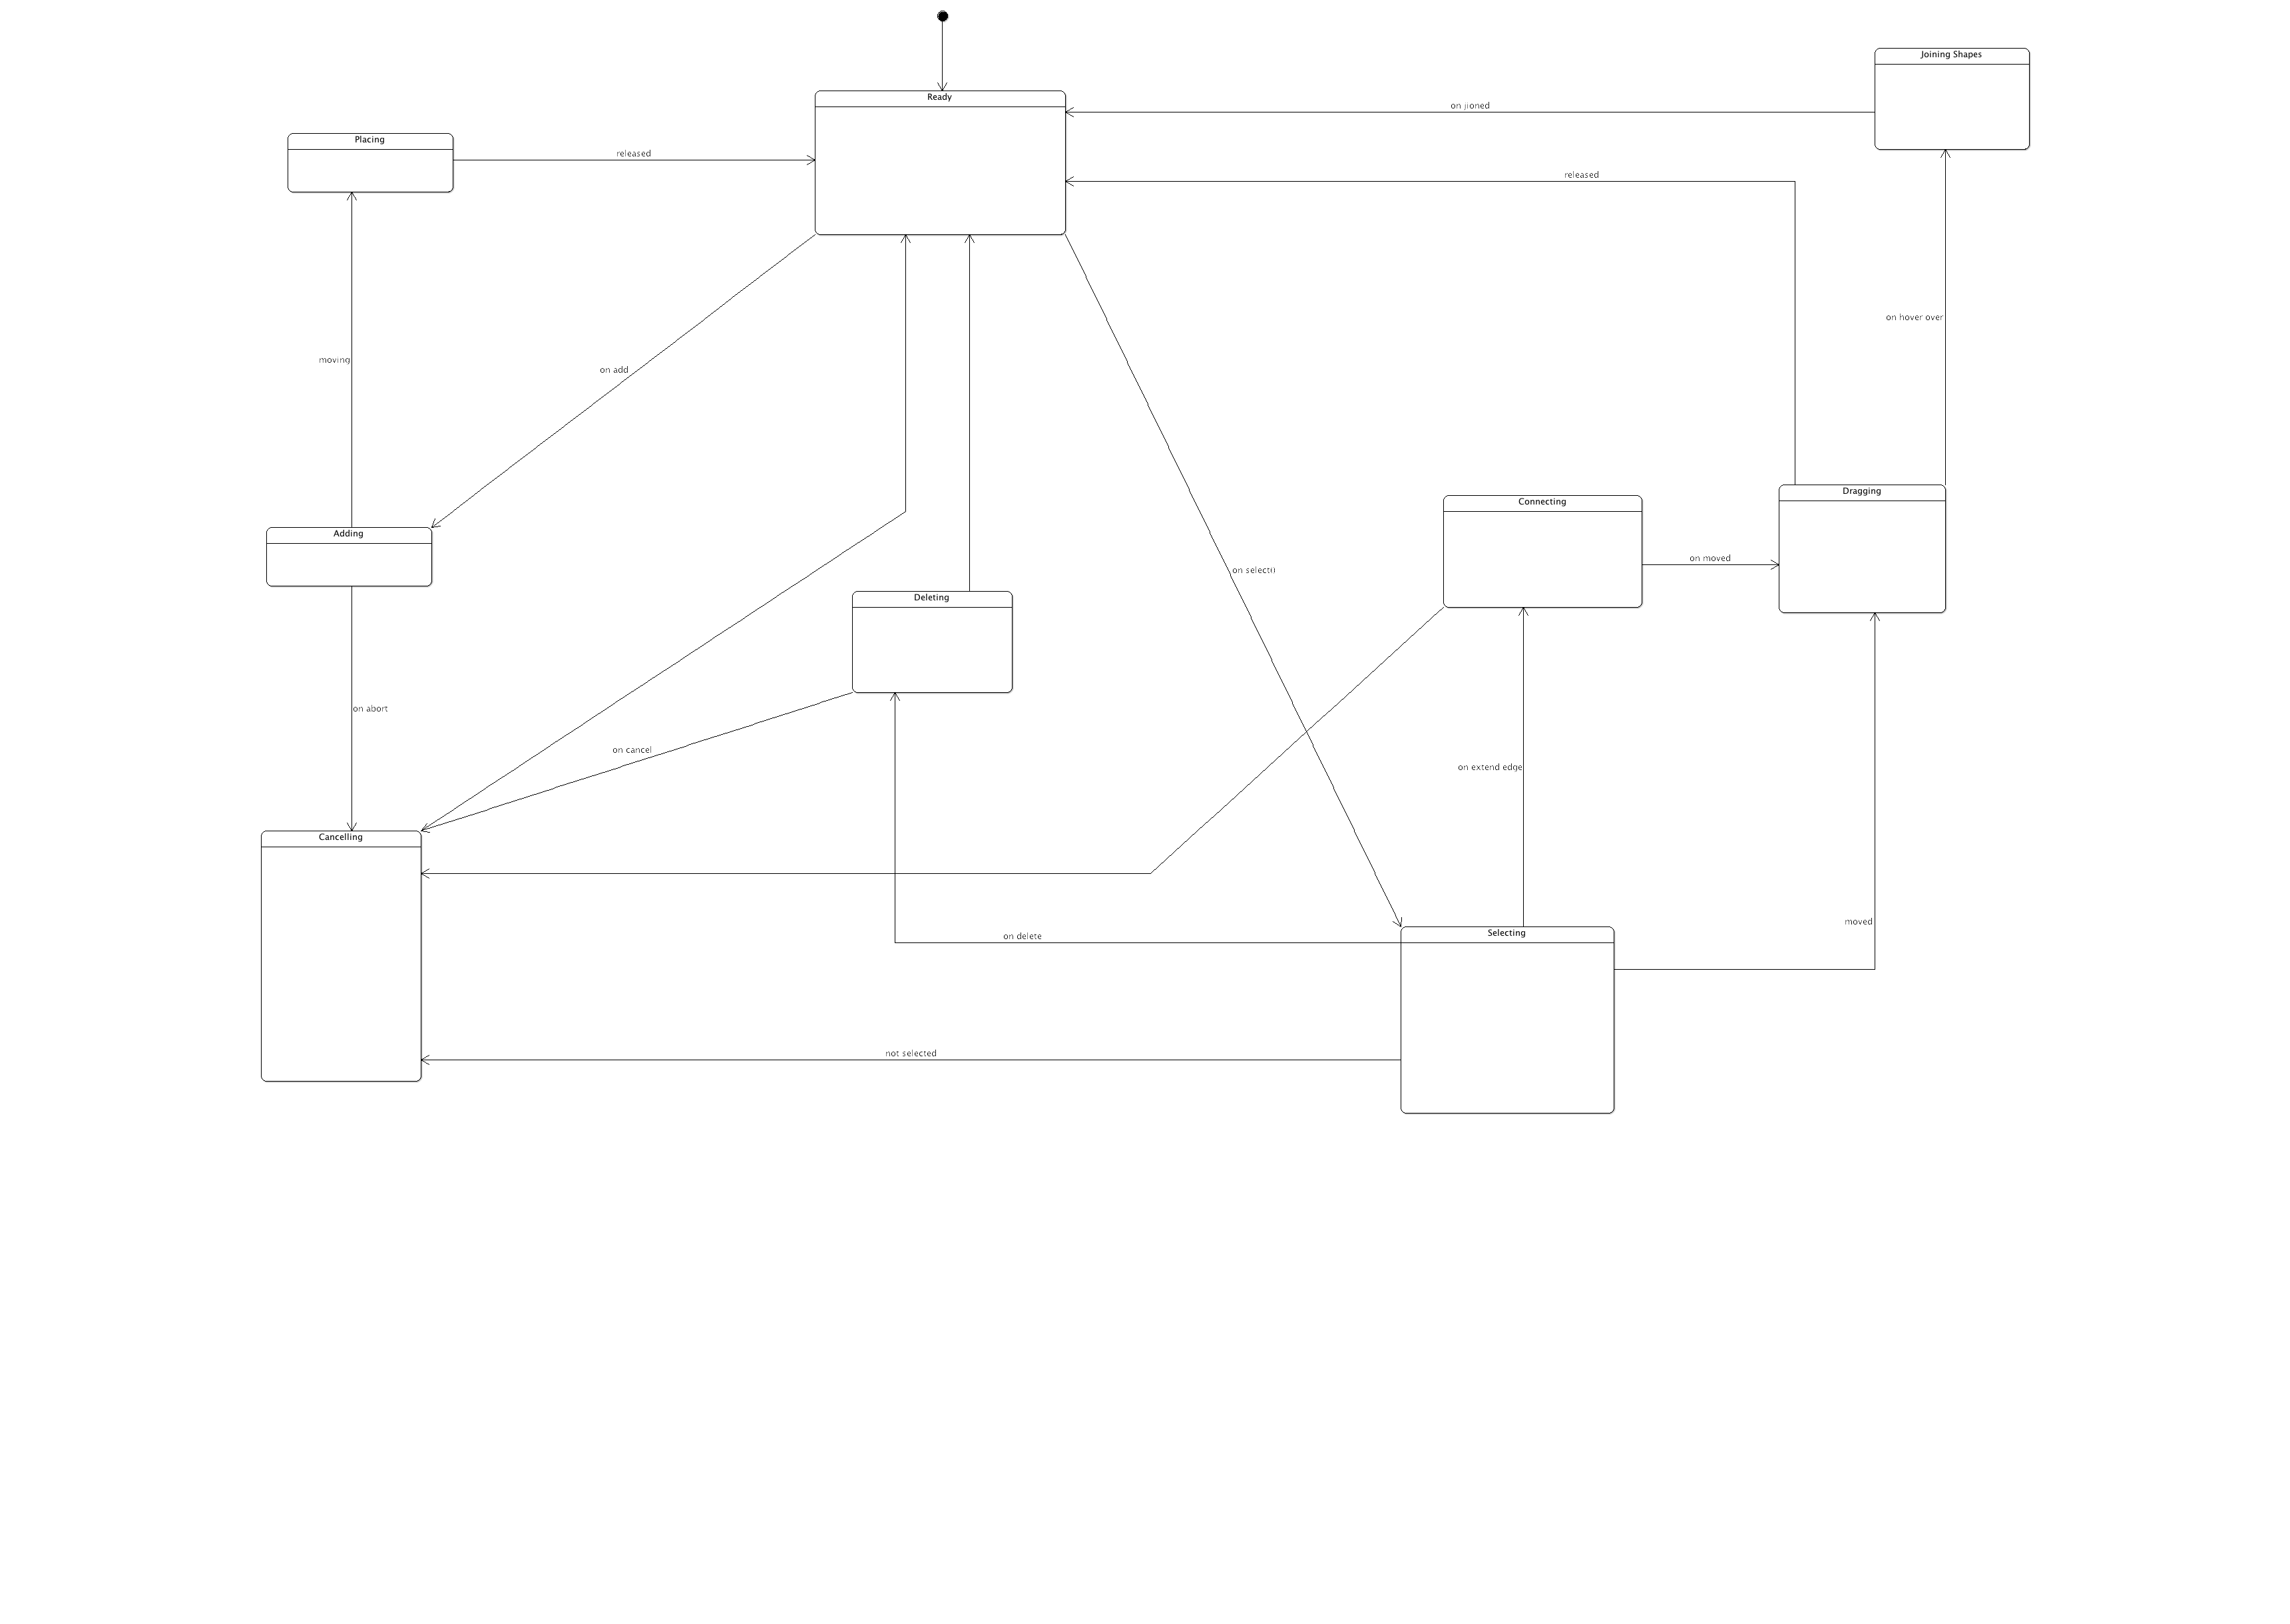 Joining Shapes
Ready
on jioned
Placing
released
released
on hover over
moving
on add
Dragging
Connecting
Adding
on moved
on select()
Deleting
on abort
on cancel
on extend edge
Cancelling
moved
Selecting
on delete
not selected